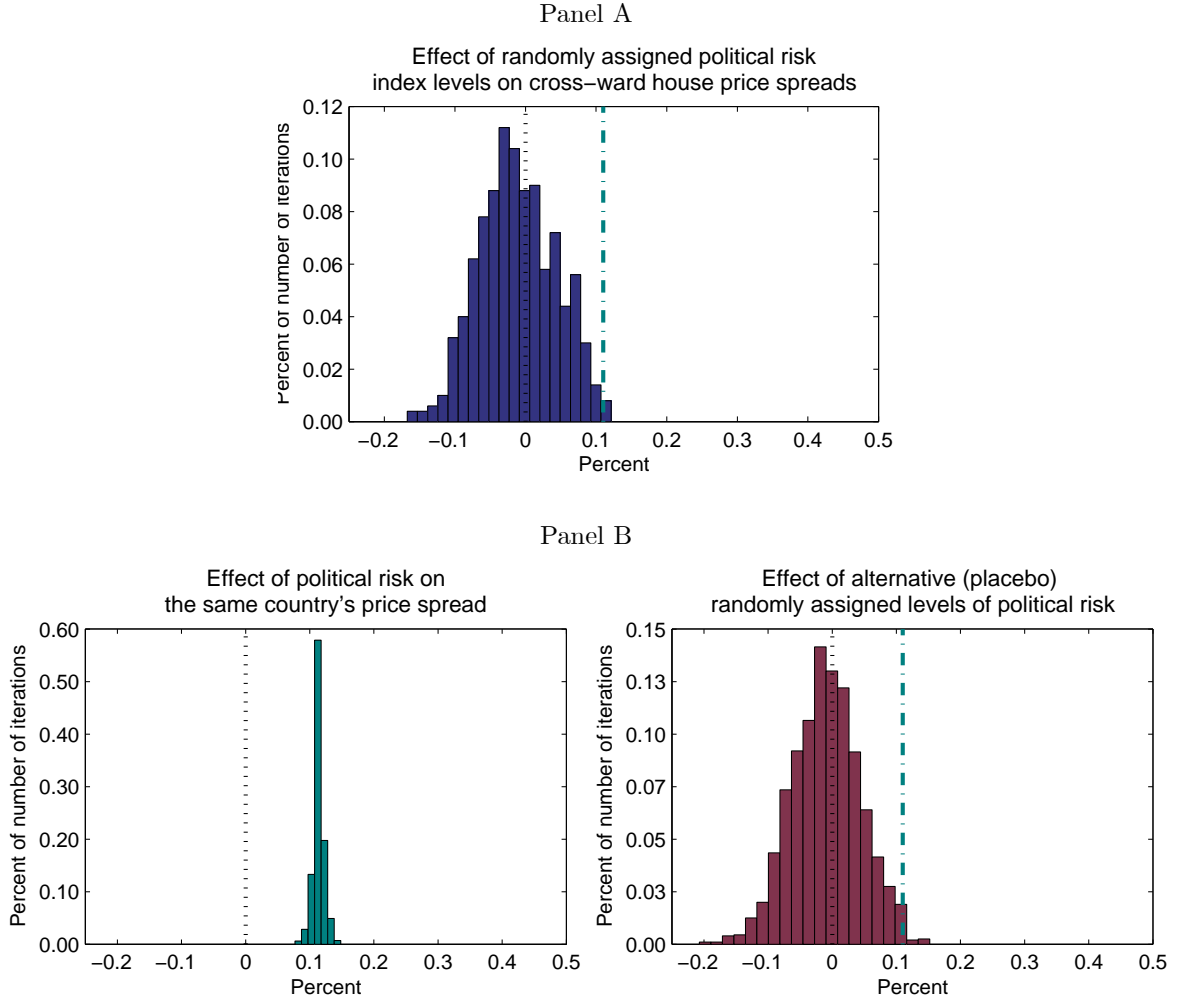 Panel A
Effect of randomly assigned political risk
index levels on cross−ward house price spreads
Percent of number of iterations
0.12
0.10
0.08
0.06
0.04
0.02
0.00
−0.2 −0.1 0 0.1 0.2 0.3 0.4 0.5
Percent
Panel B
Effect of political risk on
the same country's price spread
Percent of number of iterations
0.60
0.50
0.40
0.30
0.20
0.10
0.00
−0.2 −0.1 0 0.1 0.2 0.3 0.4 0.5
Percent
Effect of alternative (placebo)
randomly assigned levels of political risk
Percent of number of iterations
0.15
0.13
0.10
0.07
0.05
0.03
0.00
−0.2 −0.1 0 0.1 0.2 0.3 0.4 0.5
Percent